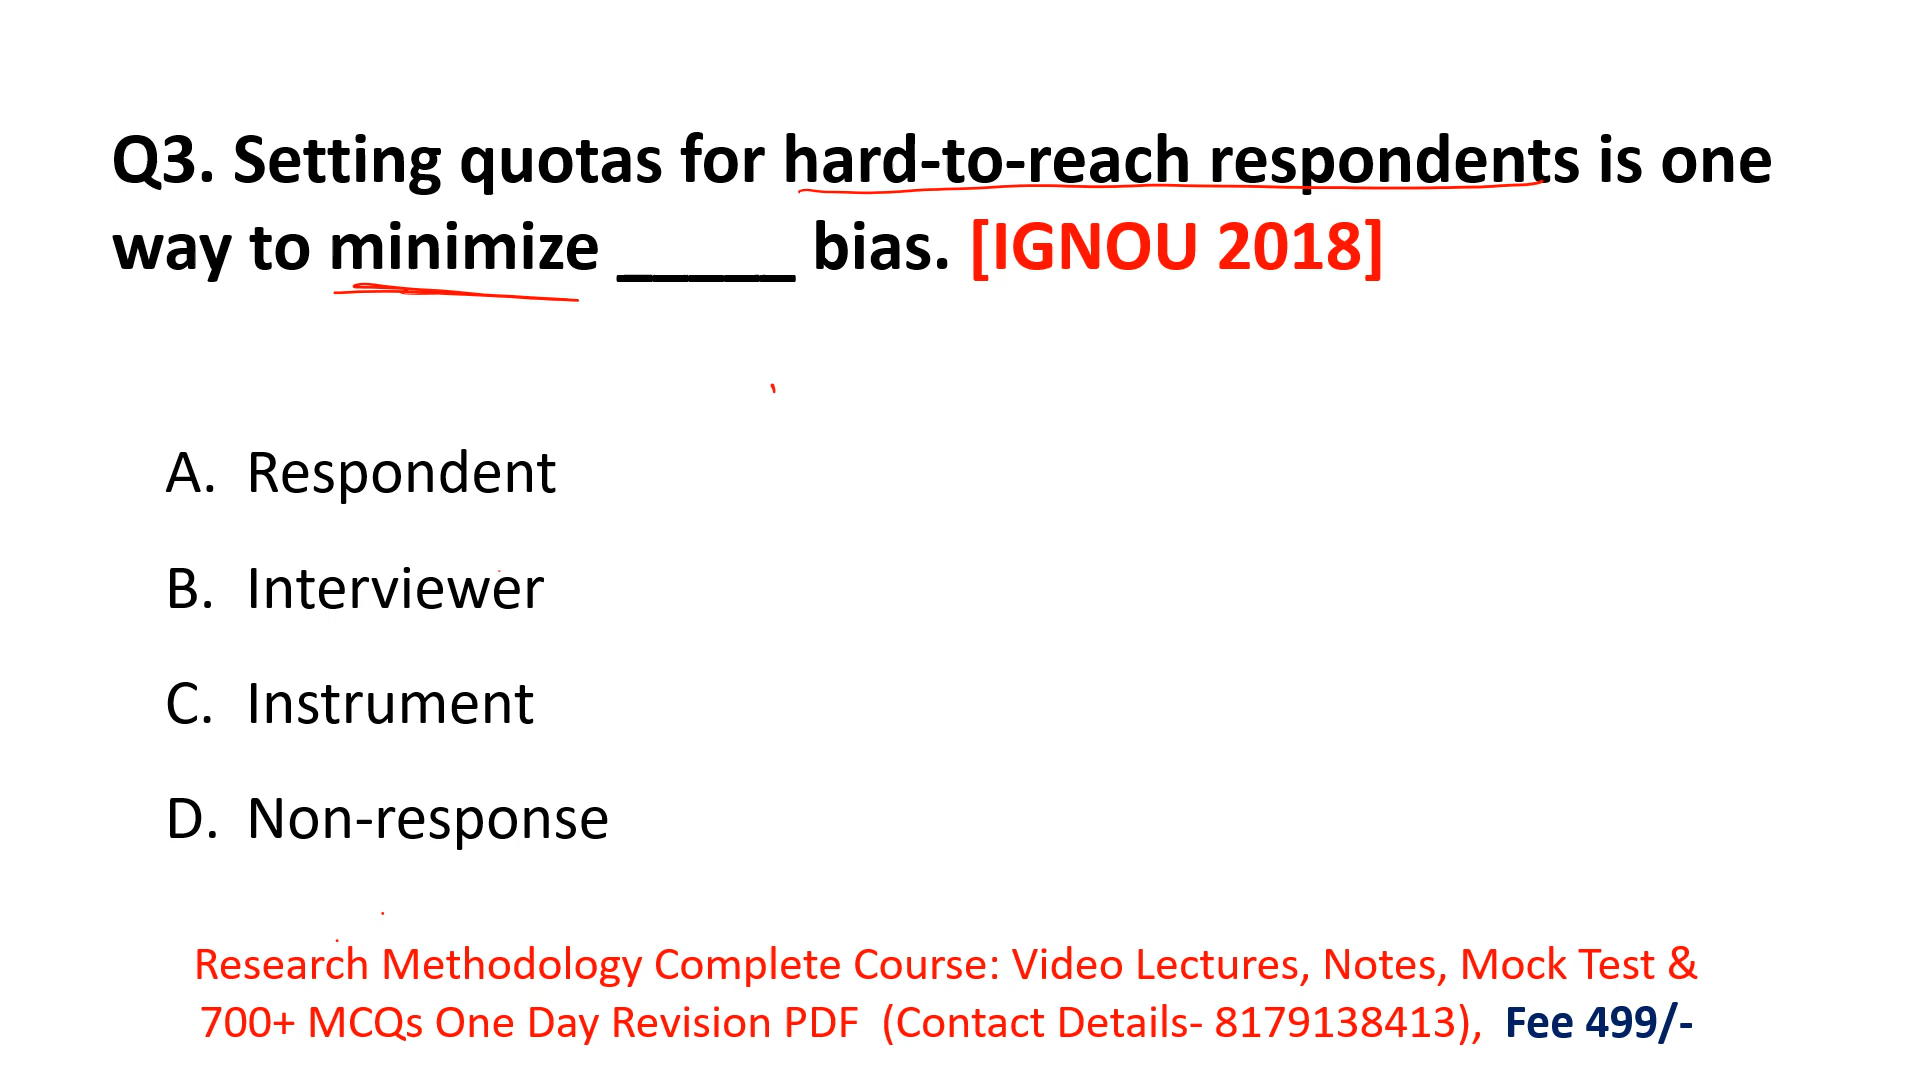 Q3. Setting quotas for hard-to-reach respondents is one
way to minimize _____ bias. [IGNOU 2018]
A. Respondent
B. Interviewer
C. Instrument
D. Non-response
Research Methodology Complete Course: Video Lectures, Notes, Mock Test &
700+ MCQs One Day Revision PDF (Contact Details- 8179138413), Fee 499/-